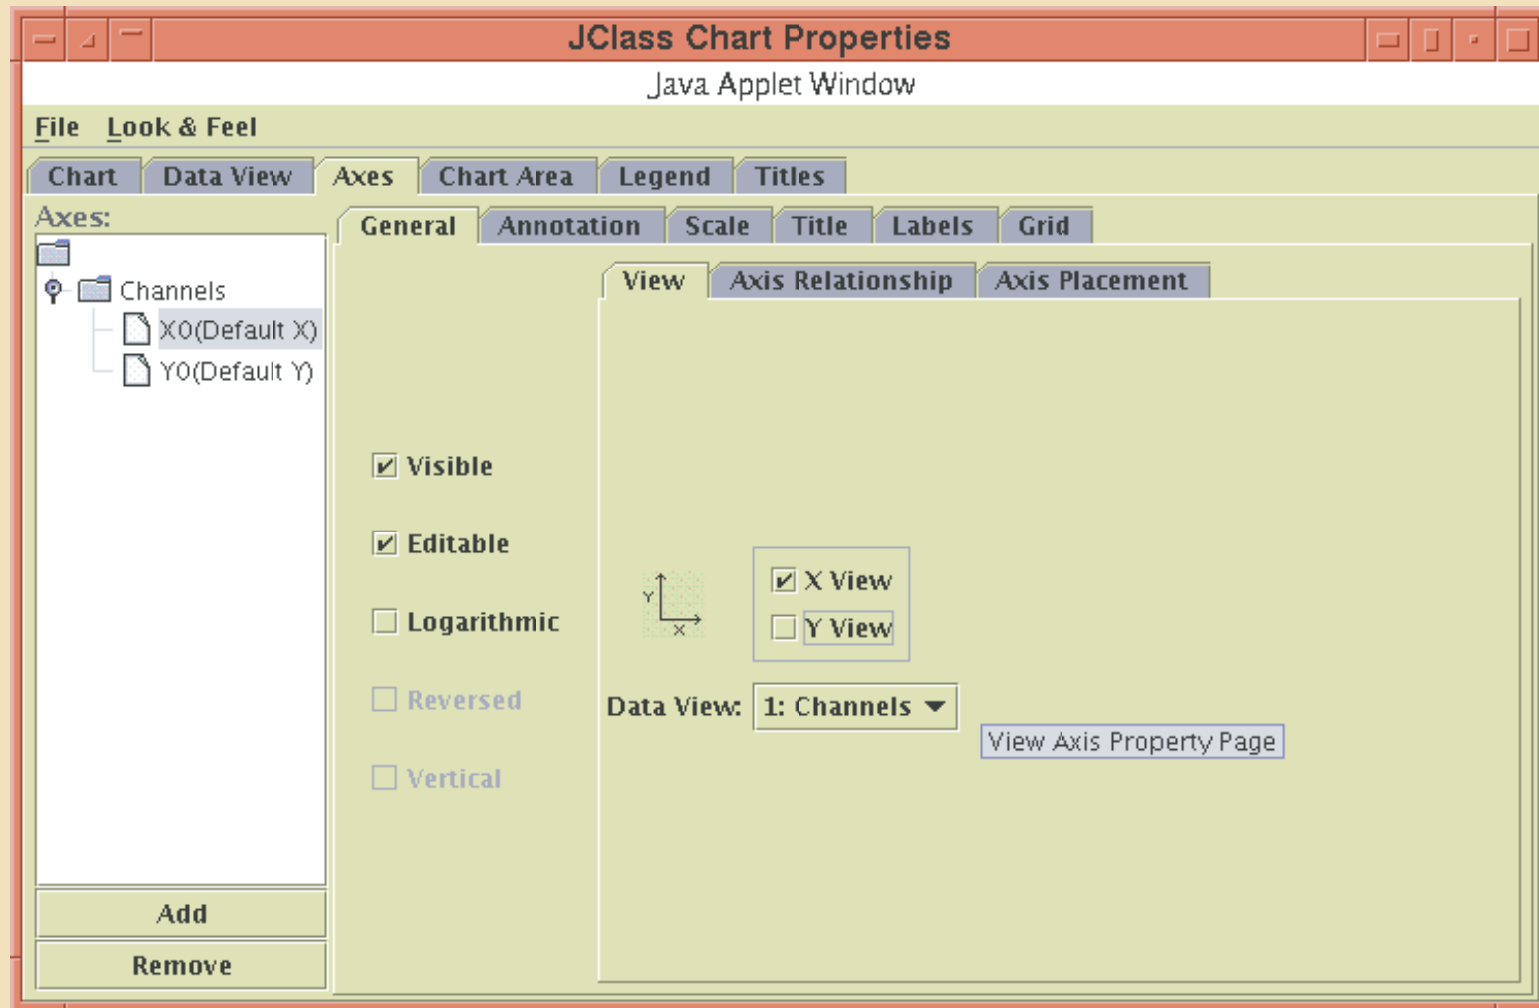 JClass Chart Properties
Java Applet Window
File Look & Feel
Chart Data View Axes Chart Area Legend Titles
Axes:
General Annotation Scale Title Labels Grid
View Axis Relationship Axis Placement
Channels
X0(Default X)
Y0(Default Y)
Visible
Editable
Logarithmic
Reversed
Vertical
Y
X
X View
Y View
Data View: 1: Channels
View Axis Property Page
Add
Remove